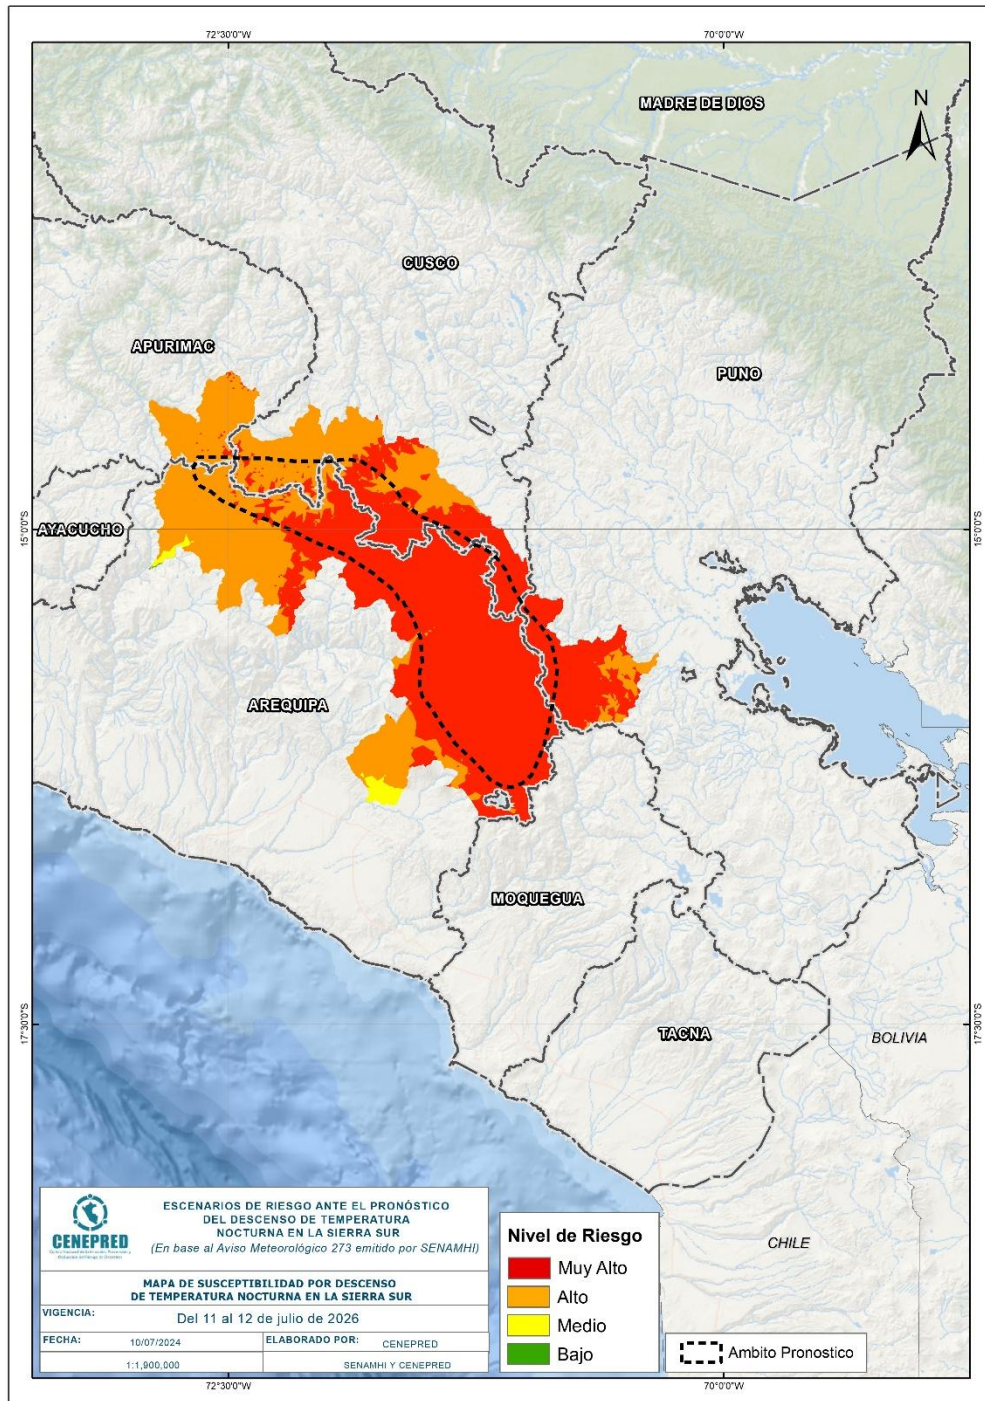 72°30'0"W
70°0'0"W
MADRE DE DIOS
N
CUSCO
APURIMAC
PUNO
15°0'0"S
15°0'0"S
AYACUCHO
AREQUIPA
MOQUEGUA
17°30'0"S
17°30'0"S
TACNA
BOLIVIA
CHILE
CENEPRED
ESCENARIOS DE RIESGO ANTE EL PRONÓSTICO
DEL DESCENSO DE TEMPERATURA
NOCTURNA EN LA SIERRA SUR
(En base al Aviso Meteorológico 273 emitido por SENAMHI)
MAPA DE SUSCEPTIBILIDAD POR DESCENSO
DE TEMPERATURA NOCTURNA EN LA SIERRA SUR
VIGENCIA:
Del 11 al 12 de julio de 2026
FECHA:
10/07/2024
ELABORADO POR:
CENEPRED
1:1,900,000
SENAMHI Y CENEPRED
Nivel de Riesgo
Muy Alto
Alto
Medio
Bajo
Ambito Pronostico
72°30'0"W
70°0'0"W